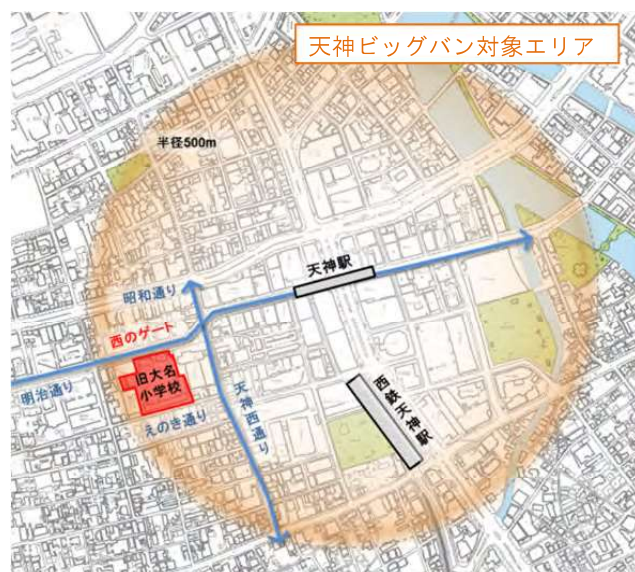 天神ビッグバン対象エリア
半径500m
天神駅
昭和通り
西のゲート
明治通り
旧大名
小学校
えのき通り
天神西通り
西鉄天神駅